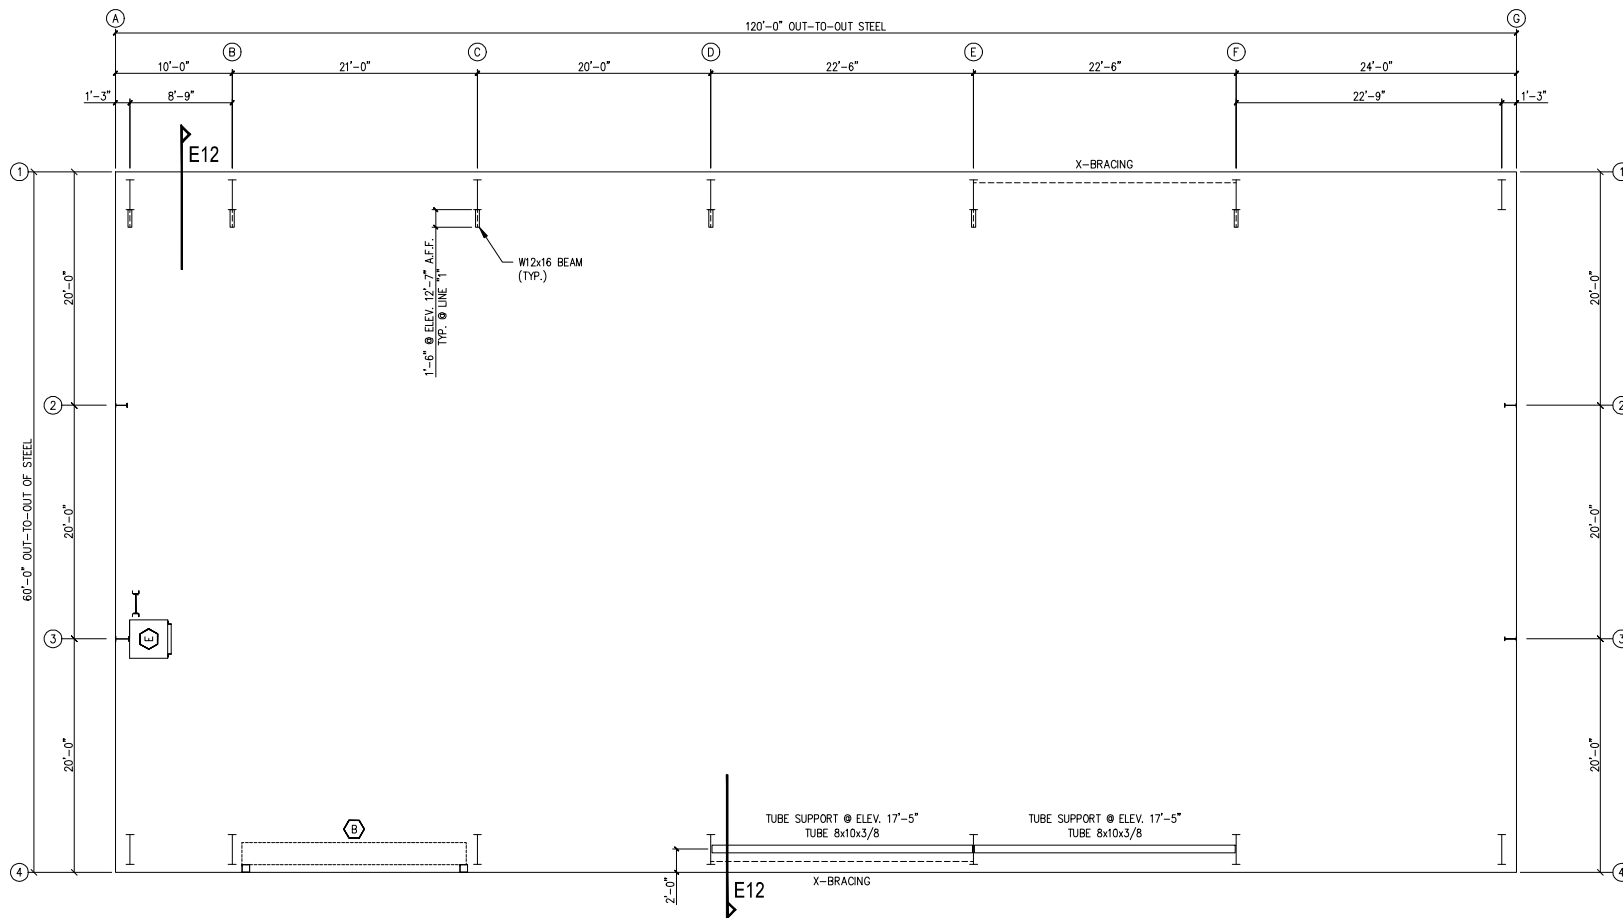 A
120'-0" OUT-TO-OUT STEEL
G
B
C
D
E
F
10'-0"
21'-0"
20'-0"
22'-6"
22'-6"
24'-0"
1'-3"
8'-9"
22'-9"
1'-3"
E12
X-BRACING
1
1
W12x16 BEAM
(TYP.)
1'-6" @ ELEV. 12'-7" A.F.F.
TYP. @ LINE "1"
20'-0"
20'-0"
2
2
60'-0" OUT-TO-OUT OF STEEL
20'-0"
20'-0"
3
E
3
20'-0"
20'-0"
B
TUBE SUPPORT @ ELEV. 17'-5"
TUBE 8x10x3/8
TUBE SUPPORT @ ELEV. 17'-5"
TUBE 8x10x3/8
4
2'-0"
E12
X-BRACING
4